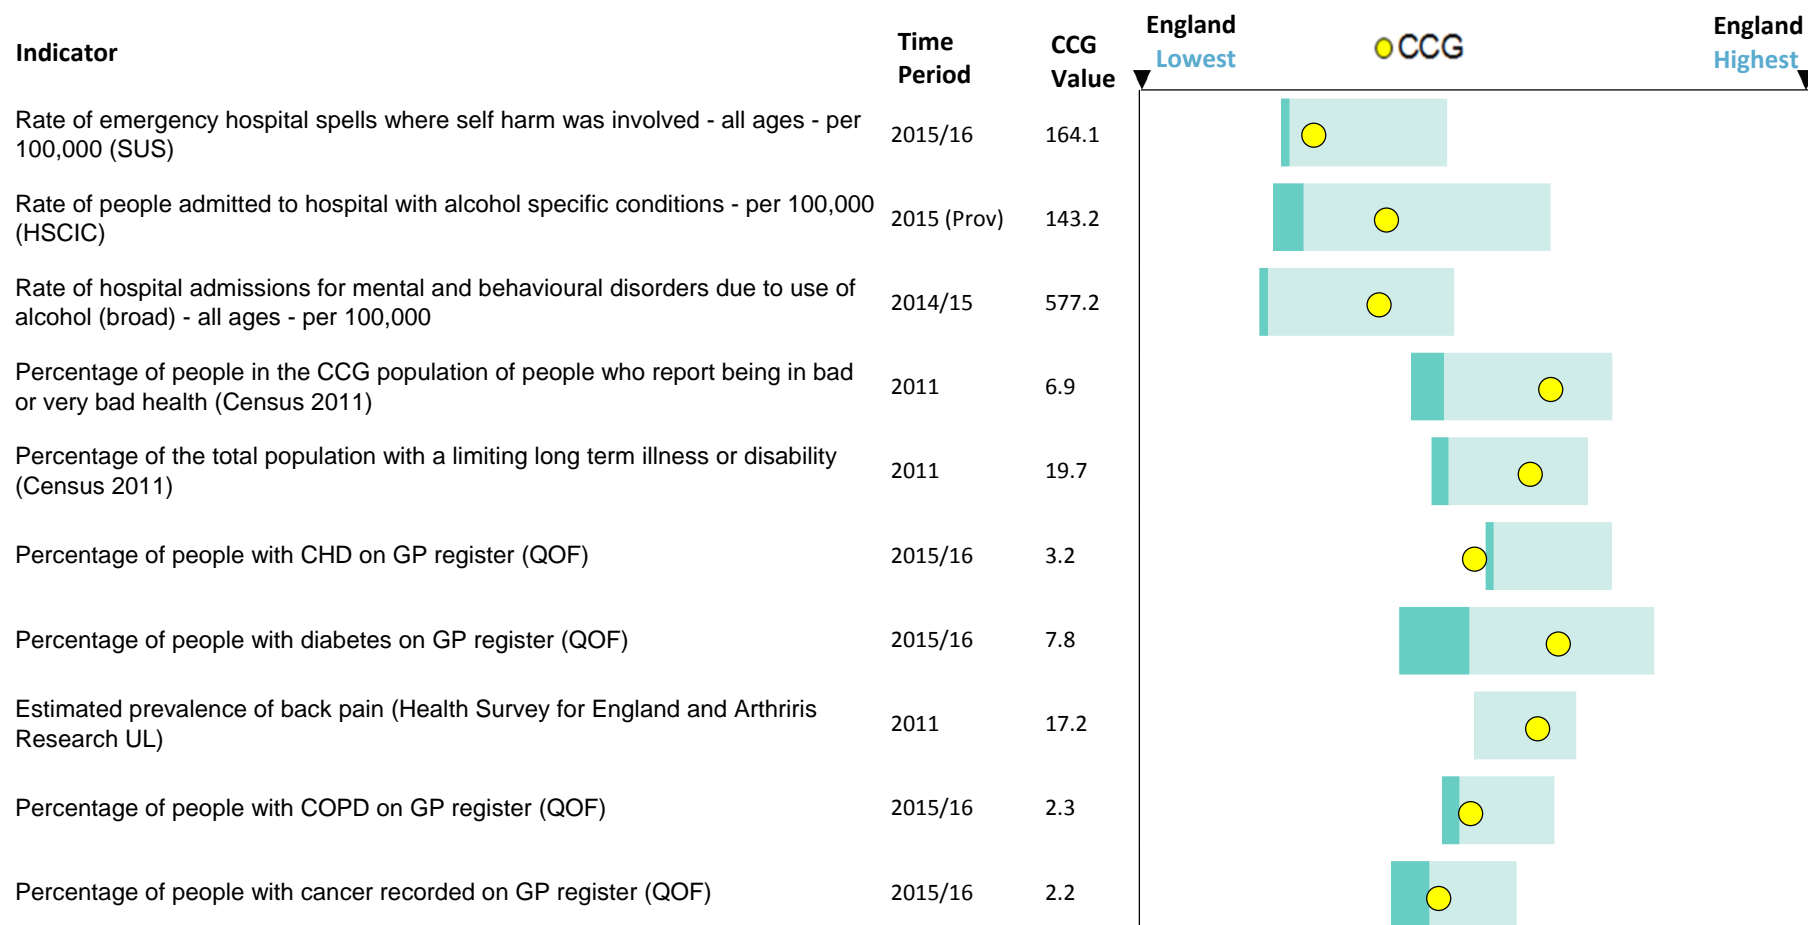 Indicator
Time
Period
CCG
Value
England
Lowest
CCG
England
Highest
Rate of emergency hospital spells where self harm was involved - all ages - per
100,000 (SUS)
2015/16
164.1
Rate of people admitted to hospital with alcohol specific conditions - per 100,000
(HSCIC)
2015 (Prov)
143.2
Rate of hospital admissions for mental and behavioural disorders due to use of
alcohol (broad) - all ages - per 100,000
2014/15
577.2
Percentage of people in the CCG population of people who report being in bad
or very bad health (Census 2011)
2011
6.9
Percentage of the total population with a limiting long term illness or disability
(Census 2011)
2011
19.7
Percentage of people with CHD on GP register (QOF)
2015/16
3.2
Percentage of people with diabetes on GP register (QOF)
2015/16
7.8
Estimated prevalence of back pain (Health Survey for England and Arthriris
Research UL)
2011
17.2
Percentage of people with COPD on GP register (QOF)
2015/16
2.3
Percentage of people with cancer recorded on GP register (QOF)
2015/16
2.2